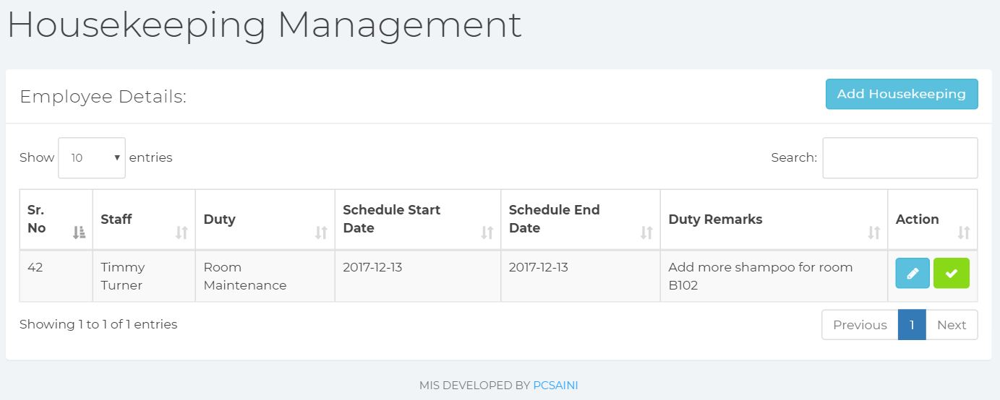 Housekeeping Management
Employee Details:
Add Housekeeping
Show 10 entries
Search:
Sr. No
Staff
Duty
Schedule Start Date
Schedule End Date
Duty Remarks
Action
42
Timmy Turner
Room Maintenance
2017-12-13
2017-12-13
Add more shampoo for room B102
Showing 1 to 1 of 1 entries
Previous 1 Next
MIS DEVELOPED BY PCSAINI